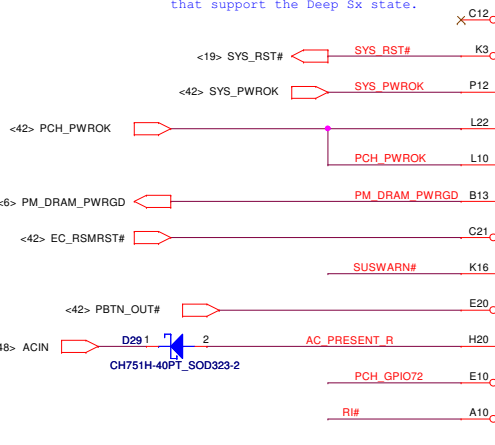 that support the Deep Sx state.
C12
<19> SYS_RST# SYS_RST# K3
<42> SYS_PWROK SYS_PWROK P12
<42> PCH_PWROK L22
PCH_PWROK L10
<6> PM_DRAM_PWRGD PM_DRAM_PWRGD B13
<42> EC_RSMRST# C21
SUSWARN# K16
<42> PBTN_OUT# E20
48> ACIN D29 1 2 AC_PRESENT_R H20
CH751H-40PT_SOD323-2
PCH_GPIO72 E10
RI# A10